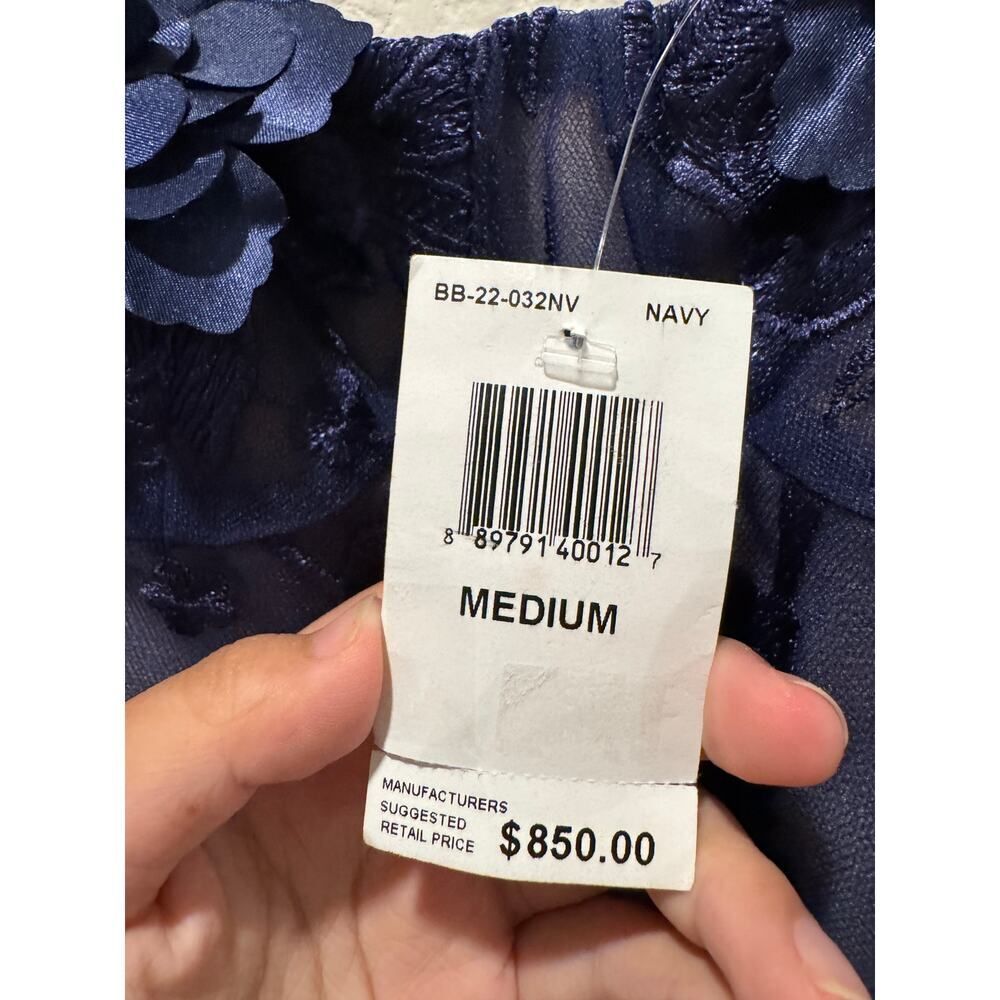 BB-22-032NV NAVY
8 89791 40012 7
MEDIUM
MANUFACTURERS
SUGGESTED
RETAIL PRICE $850.00